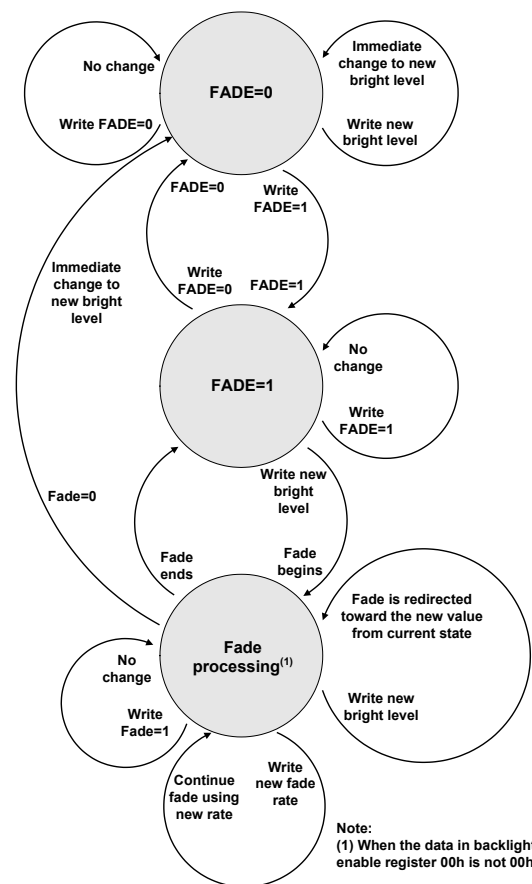 No change
Write FADE=0
FADE=0
Immediate
change to new
bright level
Write new
bright level
FADE=0
Write
FADE=1
Write
FADE=0
FADE=1
Immediate
change to
new bright
level
FADE=1
No
change
Write
FADE=1
Write new
bright
level
Fade=0
Fade
ends
Fade
begins
Fade is redirected
toward the new value
from current state
Fade
processing(1)
No
change
Write
Fade=1
Write new
bright level
Continue
fade using
new rate
Write
new fade
rate
Note:
(1) When the data in backlight
enable register 00h is not 00h